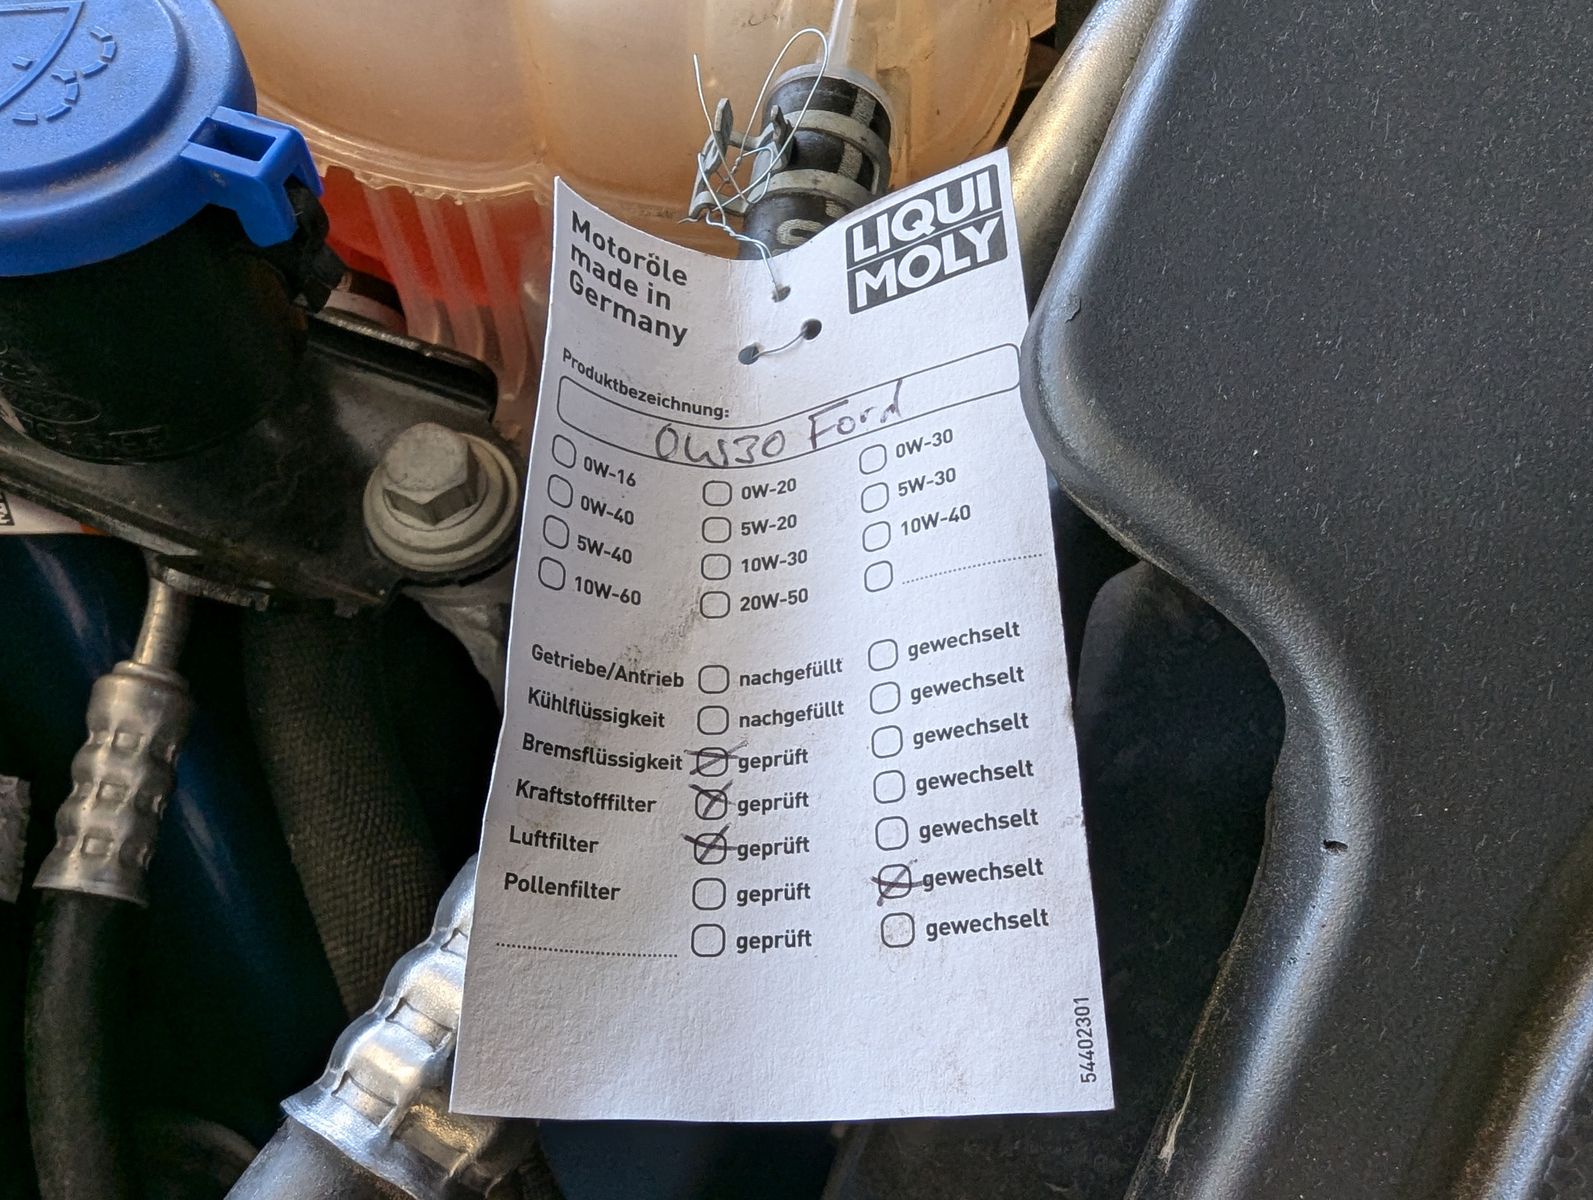 Motoröle
made in
Germany
LIQUI
MOLY
Produktbezeichnung:
0W30 Ford
0W-16 0W-20 0W-30
0W-40 5W-20 5W-30
5W-40 10W-30 10W-40
10W-60 20W-50
Getriebe/Antrieb nachgefüllt gewechselt
Kühlflüssigkeit nachgefüllt gewechselt
Bremsflüssigkeit geprüft gewechselt
Kraftstofffilter geprüft gewechselt
Luftfilter geprüft gewechselt
Pollenfilter geprüft gewechselt
geprüft gewechselt
54402301